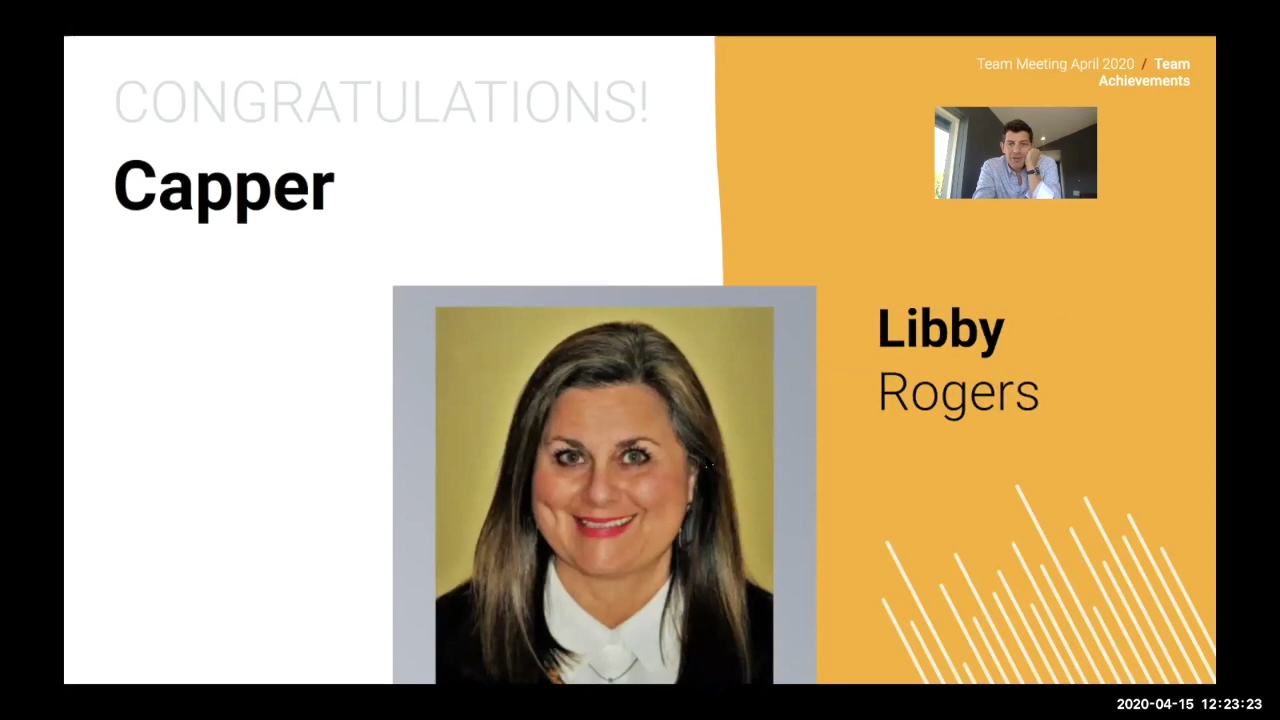 CONGRATULATIONS!
Capper
Team Meeting April 2020 / Team
Achievements
Libby
Rogers
2020-04-15 12:23:23